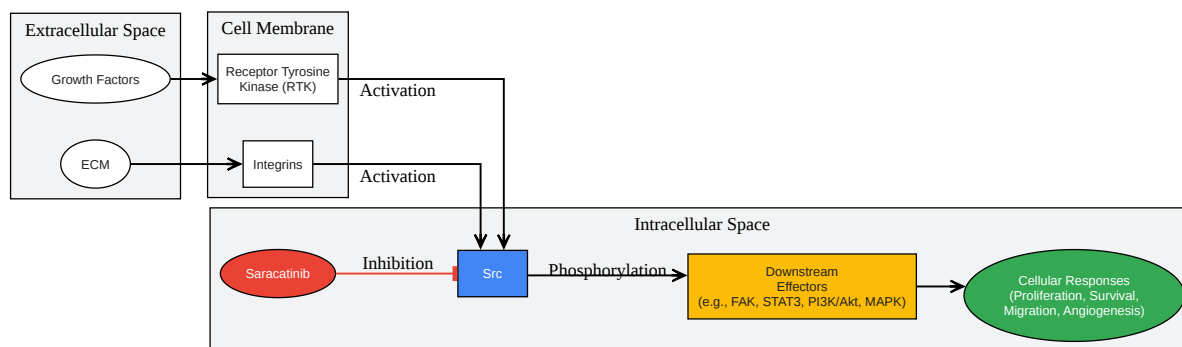 Extracellular Space
Cell Membrane
Growth Factors
Receptor Tyrosine
Kinase (RTK)
Activation
ECM
Integrins
Activation
Intracellular Space
Saracatinib
Inhibition
Src
Phosphorylation
Downstream
Effectors
(e.g., FAK, STAT3, PI3K/Akt, MAPK)
Cellular Responses
(Proliferation, Survival,
Migration, Angiogenesis)